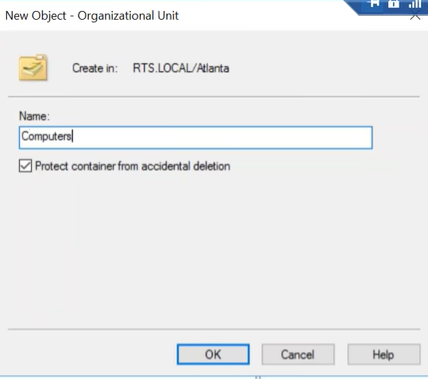 New Object - Organizational Unit
Create in: RTS.LOCAL/Atlanta
Name:
Computers
Protect container from accidental deletion
OK Cancel Help